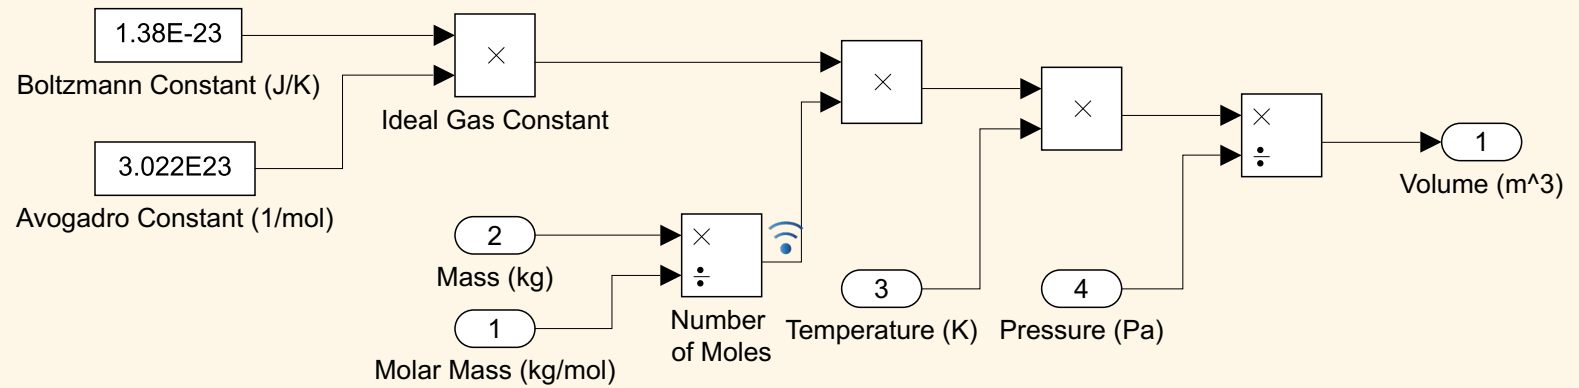 1.38E-23
Boltzmann Constant (J/K)
×
Ideal Gas Constant
3.022E23
Avogadro Constant (1/mol)
2
Mass (kg)
1
Molar Mass (kg/mol)
×
÷
Number
of Moles
×
3
Temperature (K)
×
4
Pressure (Pa)
×
÷
1
Volume (m^3)